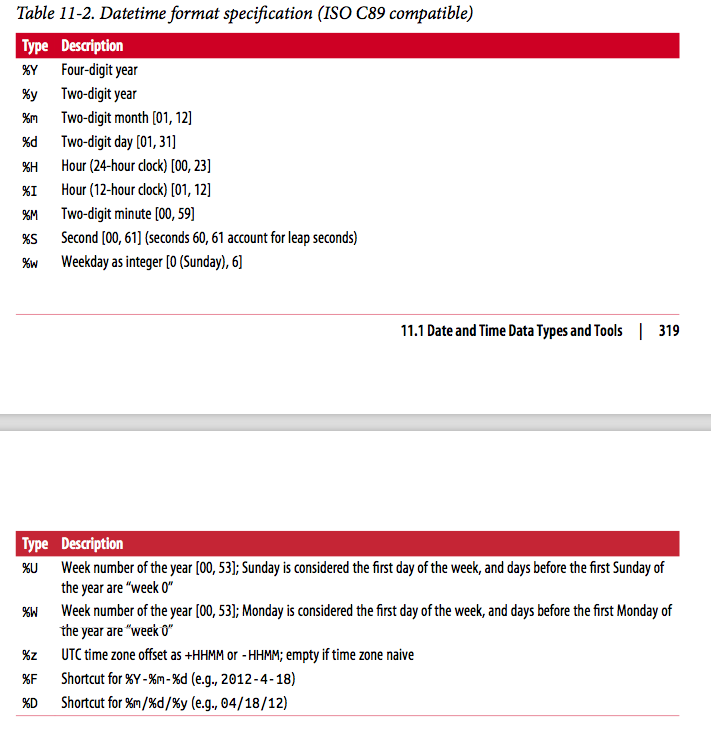 Table 11-2. Datetime format specification (ISO C89 compatible)
Type Description
%Y Four-digit year
%y Two-digit year
%m Two-digit month [01, 12]
%d Two-digit day [01, 31]
%H Hour (24-hour clock) [00, 23]
%I Hour (12-hour clock) [01, 12]
%M Two-digit minute [00, 59]
%S Second [00, 61] (seconds 60, 61 account for leap seconds)
%w Weekday as integer [0 (Sunday), 6]
11.1 Date and Time Data Types and Tools | 319
Type Description
%U Week number of the year [00, 53]; Sunday is considered the first day of the week, and days before the first Sunday of
the year are “week 0”
%W Week number of the year [00, 53]; Monday is considered the first day of the week, and days before the first Monday of
the year are “week 0”
%z UTC time zone offset as +HHMM or -HHMM; empty if time zone naive
%F Shortcut for %Y-%m-%d (e.g., 2012-4-18)
%D Shortcut for %m/%d/%y (e.g., 04/18/12)